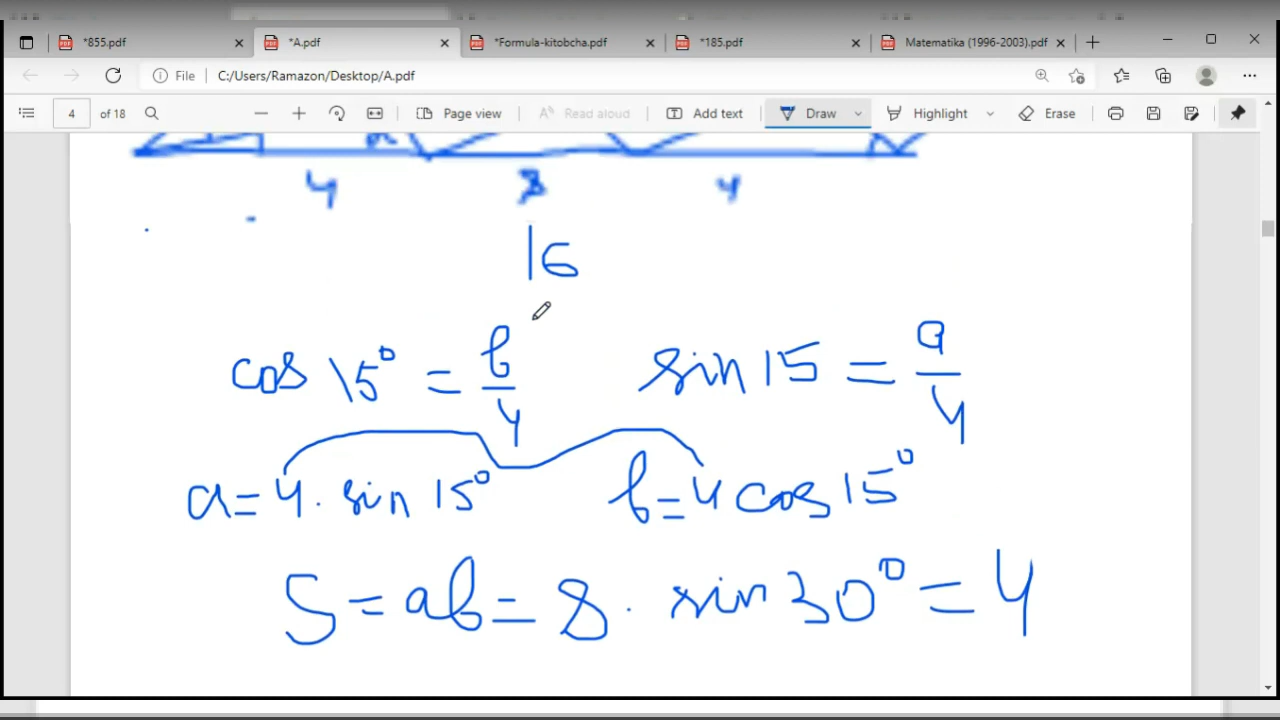 *855.pdf *A.pdf *Formula-kitobcha.pdf *185.pdf Matematika (1996-2003).pdf
File C:/Users/Ramazon/Desktop/A.pdf
4 of 18 Page view Read aloud Add text Draw Highlight Erase
4 8 4
16
cos 15° = b/4 sin 15 = a/4
a = 4 · sin 15° b = 4 cos 15°
S = ab = 8 · sin 30° = 4